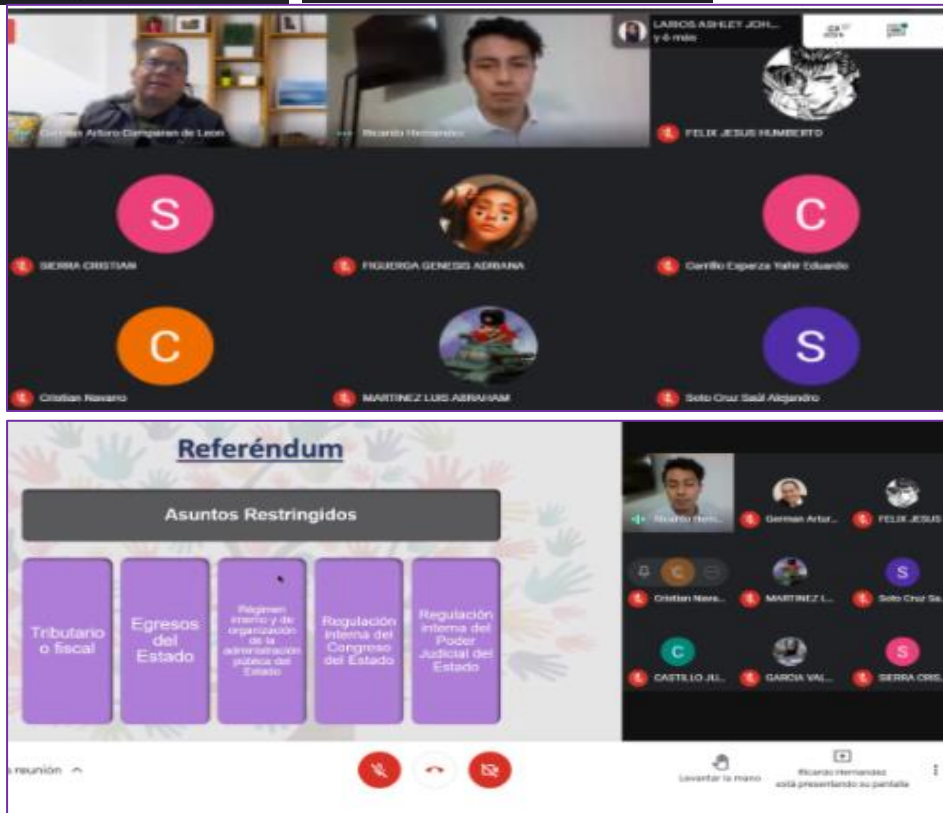 LARIOS ASHLEY JOH...
y 6 más
German Arturo Camparan de Leon
Ricardo Hernandez
FELIX JESUS HUMBERTO
S
C
SIERRA CRISTIAN
FIGUEROA GENESIS ADRIANA
Carrillo Esparza Yahir Eduardo
C
S
Cristian Navarro
MARTINEZ LUIS ABRAHAM
Soto Cruz Saúl Alejandro
Referéndum
Asuntos Restringidos
Tributario
o fiscal
Egresos
del
Estado
Régimen
interno y de
organización
de la
administración
pública del
Estado
Regulación
interna del
Congreso
del Estado
Regulación
interna del
Poder
Judicial del
Estado
Ricardo Hern...
German Artur...
FELIX JESUS
C
S
Cristian Nava...
MARTINEZ L...
Soto Cruz Sa...
C
S
CASTILLO JU...
GARCIA VAL...
SIERRA CRIS...
reunión
Levantar la mano
Ricardo Hernandez
está presentando su pantalla